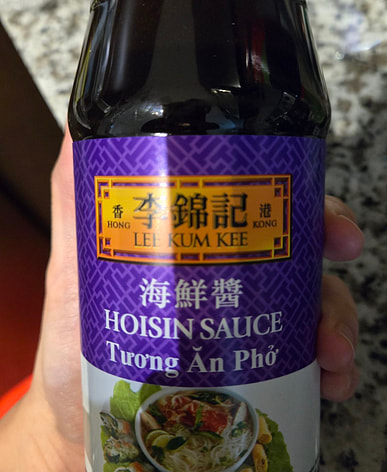 香 李錦記 港
HONG KONG
LEE KUM KEE
海鮮醬
HOISIN SAUCE
Tương Ăn Phở